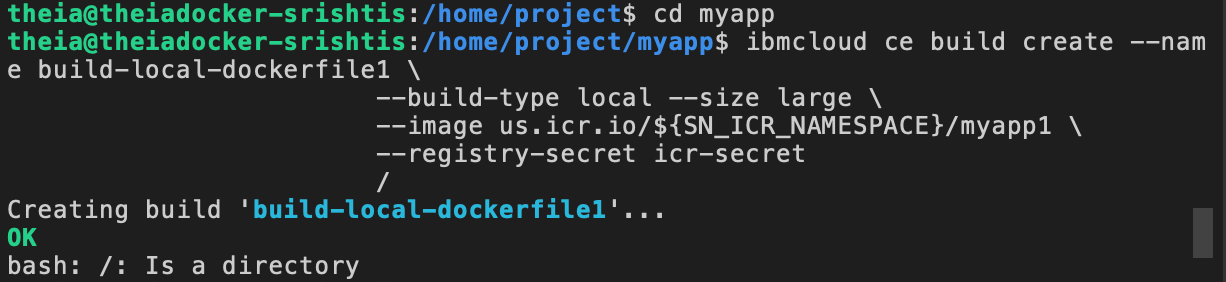 theia@theiadocker-srishtis:/home/project$ cd myapp
theia@theiadocker-srishtis:/home/project/myapp$ ibmcloud ce build create --nam
e build-local-dockerfile1 \
--build-type local --size large \
--image us.icr.io/${SN_ICR_NAMESPACE}/myapp1 \
--registry-secret icr-secret
/
Creating build 'build-local-dockerfile1'...
OK
bash: /: Is a directory